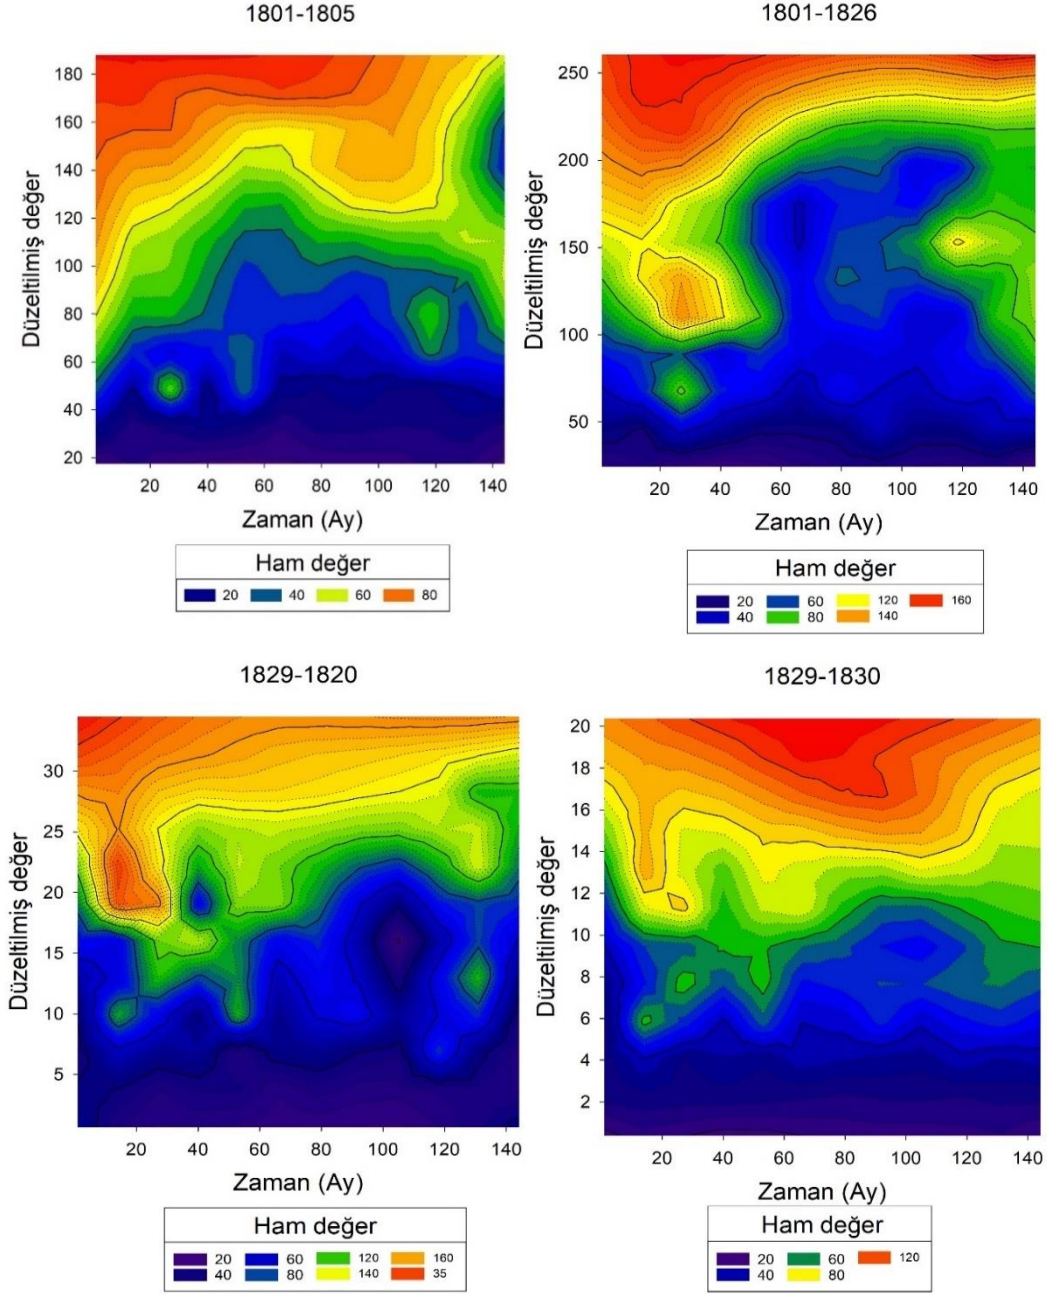 1801-1805
Düzeltilmiş değer
180
160
140
120
100
80
60
40
20
20 40 60 80 100 120 140
Zaman (Ay)
Ham değer
20 40 60 80
1801-1826
Düzeltilmiş değer
250
200
150
100
50
20 40 60 80 100 120 140
Zaman (Ay)
Ham değer
20 60 120 160
40 80 140
1829-1820
Düzeltilmiş değer
30
25
20
15
10
5
20 40 60 80 100 120 140
Zaman (Ay)
Ham değer
20 60 120 160
40 80 140 35
1829-1830
Düzeltilmiş değer
20
18
16
14
12
10
8
6
4
2
20 40 60 80 100 120 140
Zaman (Ay)
Ham değer
20 60 120
40 80